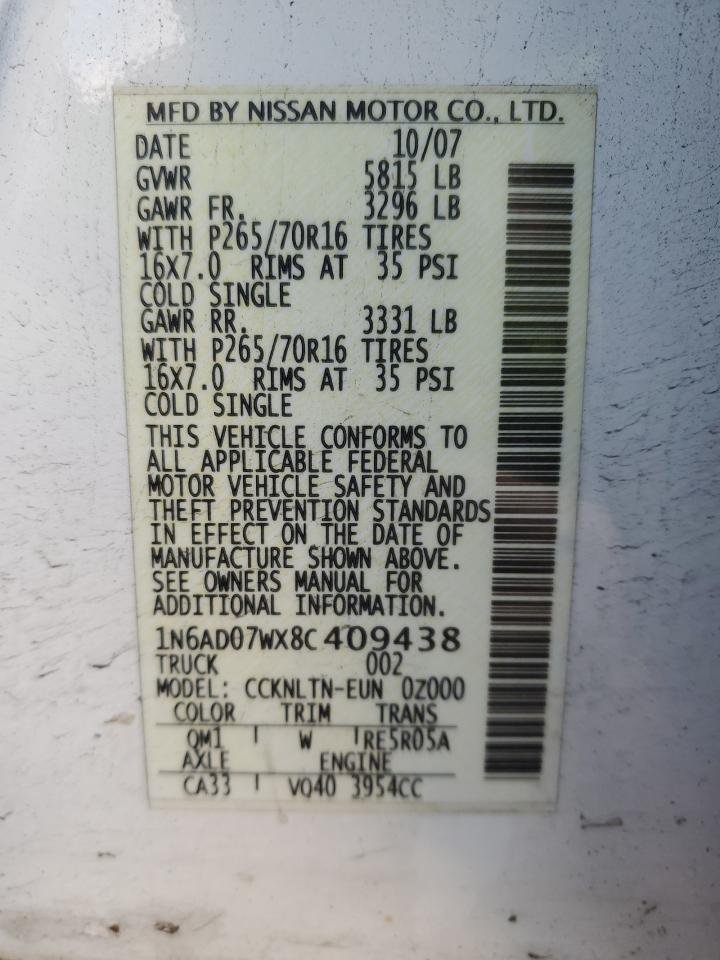 MFD BY NISSAN MOTOR CO., LTD.
DATE 10/07
GVWR 5815 LB
GAWR FR. 3296 LB
WITH P265/70R16 TIRES
16X7.0 RIMS AT 35 PSI
COLD SINGLE
GAWR RR. 3331 LB
WITH P265/70R16 TIRES
16X7.0 RIMS AT 35 PSI
COLD SINGLE
THIS VEHICLE CONFORMS TO
ALL APPLICABLE FEDERAL
MOTOR VEHICLE SAFETY AND
THEFT PREVENTION STANDARDS
IN EFFECT ON THE DATE OF
MANUFACTURE SHOWN ABOVE.
SEE OWNERS MANUAL FOR
ADDITIONAL INFORMATION.
1N6AD07WX8C409438
TRUCK 002
MODEL: CCKNLTN-EUN 0Z000
COLOR TRIM TRANS
QM1 W RE5R05A
AXLE ENGINE
CA33 VQ40 3954CC